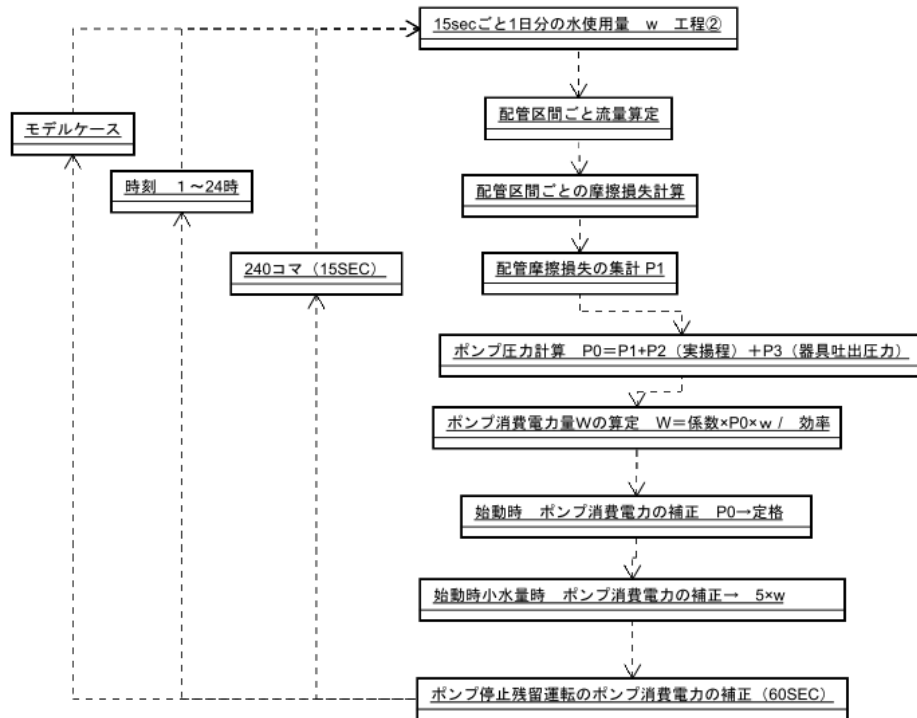 15secごと1日分の水使用量　w　工程②
配管区間ごと流量算定
モデルケース
時刻　１～24時
配管区間ごとの摩擦損失計算
240コマ（15SEC）
配管摩擦損失の集計 P1
ポンプ圧力計算　P0＝P1+P2（実揚程）＋P3（器具吐出圧力）
ポンプ消費電力量Wの算定　W＝係数×P0×ｗ /　効率
始動時　ポンプ消費電力の補正　P0→定格
始動時小水量時　ポンプ消費電力の補正→　5×w
ポンプ停止残留運転のポンプ消費電力の補正（60SEC）